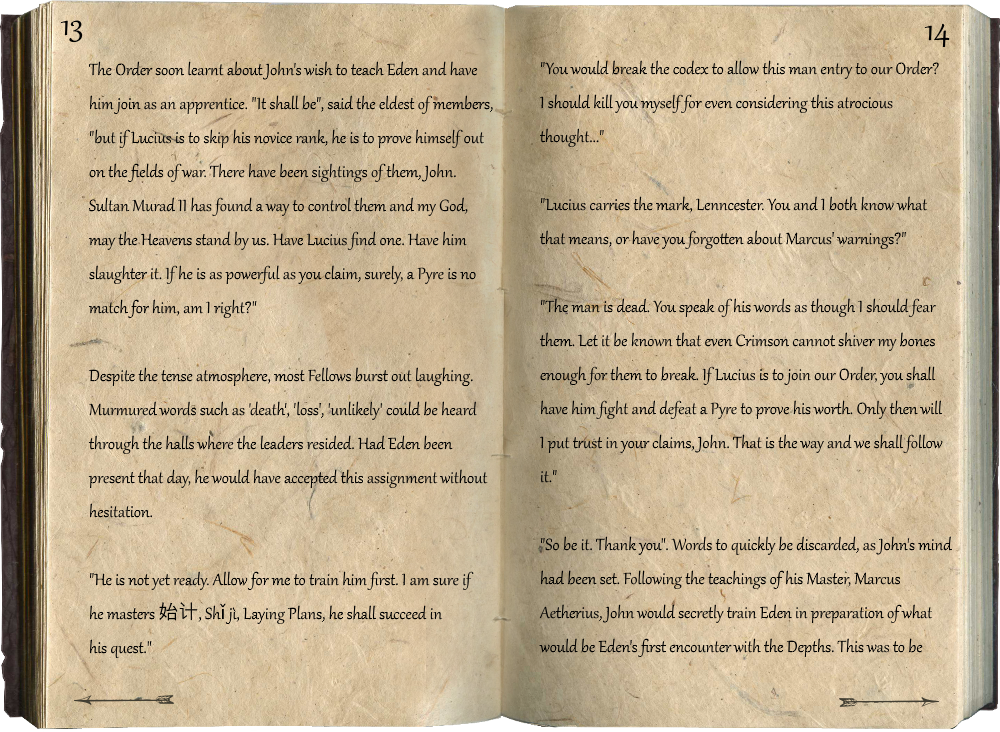 13
The Order soon learnt about John's wish to teach Eden and have
him join as an apprentice. "It shall be", said the eldest of members,
"but if Lucius is to skip his novice rank, he is to prove himself out
on the fields of war. There have been sightings of them, John.
Sultan Murad II has found a way to control them and my God,
may the Heavens stand by us. Have Lucius find one. Have him
slaughter it. If he is as powerful as you claim, surely, a Pyre is no
match for him, am I right?"
Despite the tense atmosphere, most Fellows burst out laughing.
Murmured words such as 'death', 'loss', 'unlikely' could be heard
through the halls where the leaders resided. Had Eden been
present that day, he would have accepted this assignment without
hesitation.
"He is not yet ready. Allow for me to train him first. I am sure if
he masters 始计, Shǐ jì, Laying Plans, he shall succeed in
his quest."
14
"You would break the codex to allow this man entry to our Order?
I should kill you myself for even considering this atrocious
thought..."
"Lucius carries the mark, Lenncester. You and I both know what
that means, or have you forgotten about Marcus' warnings?"
"The man is dead. You speak of his words as though I should fear
them. Let it be known that even Crimson cannot shiver my bones
enough for them to break. If Lucius is to join our Order, you shall
have him fight and defeat a Pyre to prove his worth. Only then will
I put trust in your claims, John. That is the way and we shall follow
it."
"So be it. Thank you". Words to quickly be discarded, as John's mind
had been set. Following the teachings of his Master, Marcus
Aetherius, John would secretly train Eden in preparation of what
would be Eden's first encounter with the Depths. This was to be